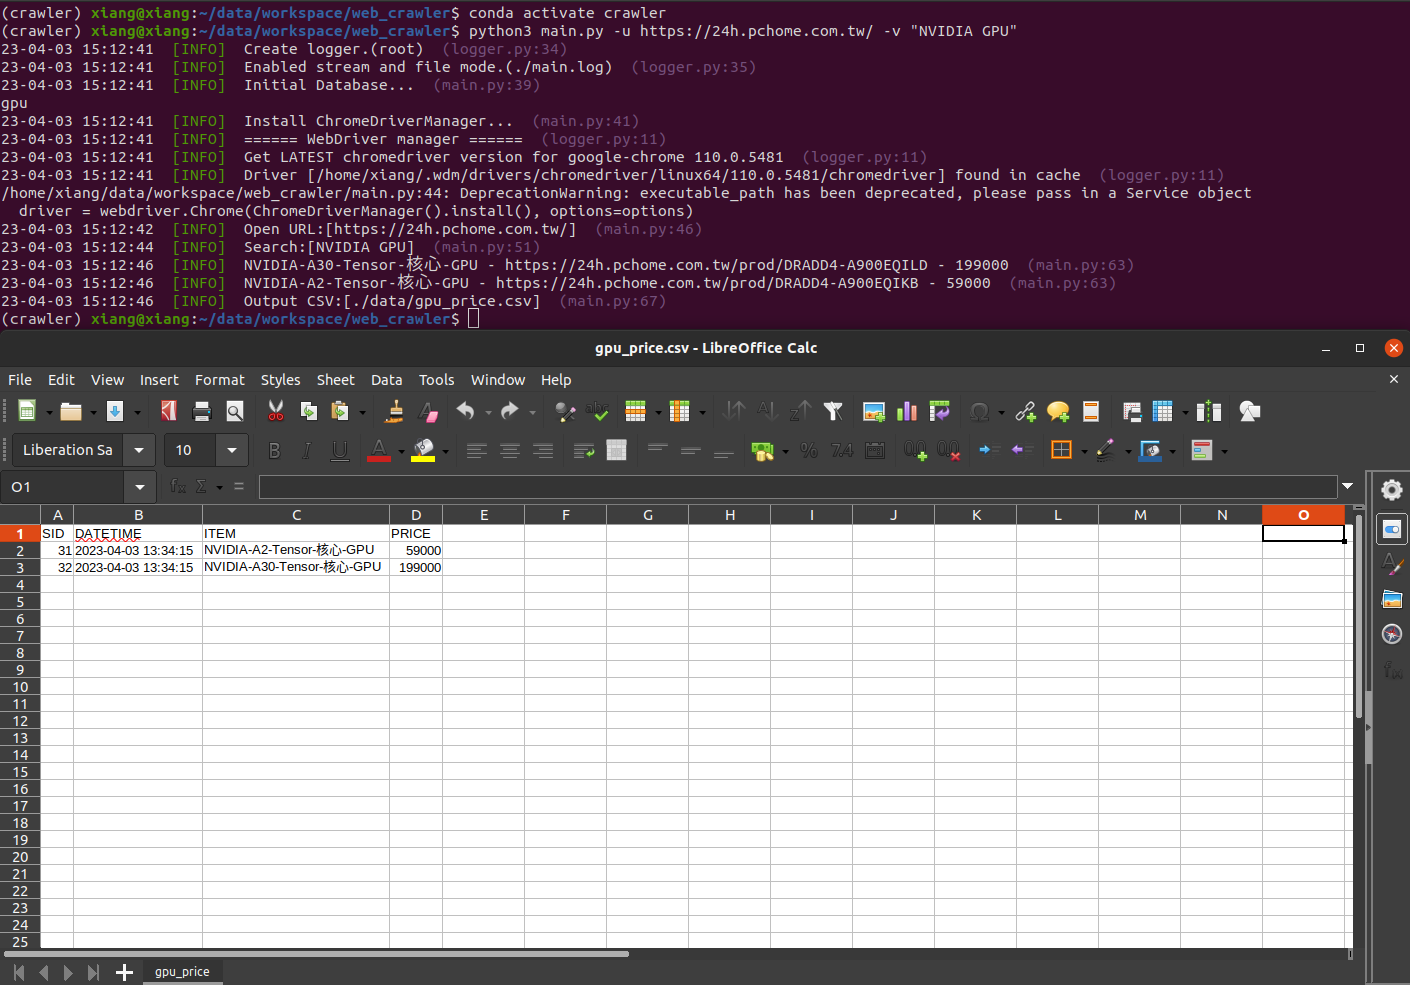 (crawler) xiang@xiang:~/data/workspace/web_crawler$ conda activate crawler
(crawler) xiang@xiang:~/data/workspace/web_crawler$ python3 main.py -u https://24h.pchome.com.tw/ -v "NVIDIA GPU"
23-04-03 15:12:41 [INFO] Create logger.(root) (logger.py:34)
23-04-03 15:12:41 [INFO] Enabled stream and file mode.(./main.log) (logger.py:35)
23-04-03 15:12:41 [INFO] Initial Database... (main.py:39)
gpu
23-04-03 15:12:41 [INFO] Install ChromeDriverManager... (main.py:41)
23-04-03 15:12:41 [INFO] ====== WebDriver manager ====== (logger.py:11)
23-04-03 15:12:41 [INFO] Get LATEST chromedriver version for google-chrome 110.0.5481 (logger.py:11)
23-04-03 15:12:41 [INFO] Driver [/home/xiang/.wdm/drivers/chromedriver/linux64/110.0.5481/chromedriver] found in cache (logger.py:11)
/home/xiang/data/workspace/web_crawler/main.py:44: DeprecationWarning: executable_path has been deprecated, please pass in a Service object
driver = webdriver.Chrome(ChromeDriverManager().install(), options=options)
23-04-03 15:12:42 [INFO] Open URL:[https://24h.pchome.com.tw/] (main.py:46)
23-04-03 15:12:44 [INFO] Search:[NVIDIA GPU] (main.py:51)
23-04-03 15:12:46 [INFO] NVIDIA-A30-Tensor-核心-GPU - https://24h.pchome.com.tw/prod/DRADD4-A900EQILD - 199000 (main.py:63)
23-04-03 15:12:46 [INFO] NVIDIA-A2-Tensor-核心-GPU - https://24h.pchome.com.tw/prod/DRADD4-A900EQIKB - 59000 (main.py:63)
23-04-03 15:12:46 [INFO] Output CSV:[./data/gpu_price.csv] (main.py:67)
(crawler) xiang@xiang:~/data/workspace/web_crawler$
gpu_price.csv - LibreOffice Calc
File Edit View Insert Format Styles Sheet Data Tools Window Help
Liberation Sa 10
O1
A B C D E F G H I J K L M N O
1 SID DATETIME ITEM PRICE
2 31 2023-04-03 13:34:15 NVIDIA-A2-Tensor-核心-GPU 59000
3 32 2023-04-03 13:34:15 NVIDIA-A30-Tensor-核心-GPU 199000
4
5
6
7
8
9
10
11
12
13
14
15
16
17
18
19
20
21
22
23
24
25
gpu_price